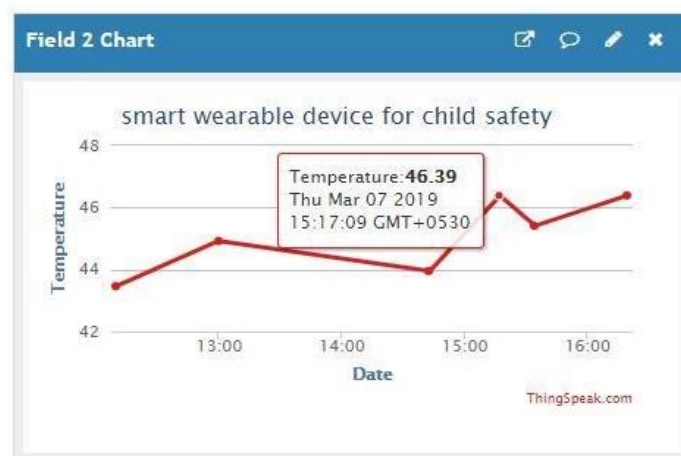 Field 2 Chart
smart wearable device for child safety
48
46
44
42
Temperature
Temperature:46.39
Thu Mar 07 2019
15:17:09 GMT+0530
13:00 14:00 15:00 16:00
Date
ThingSpeak.com